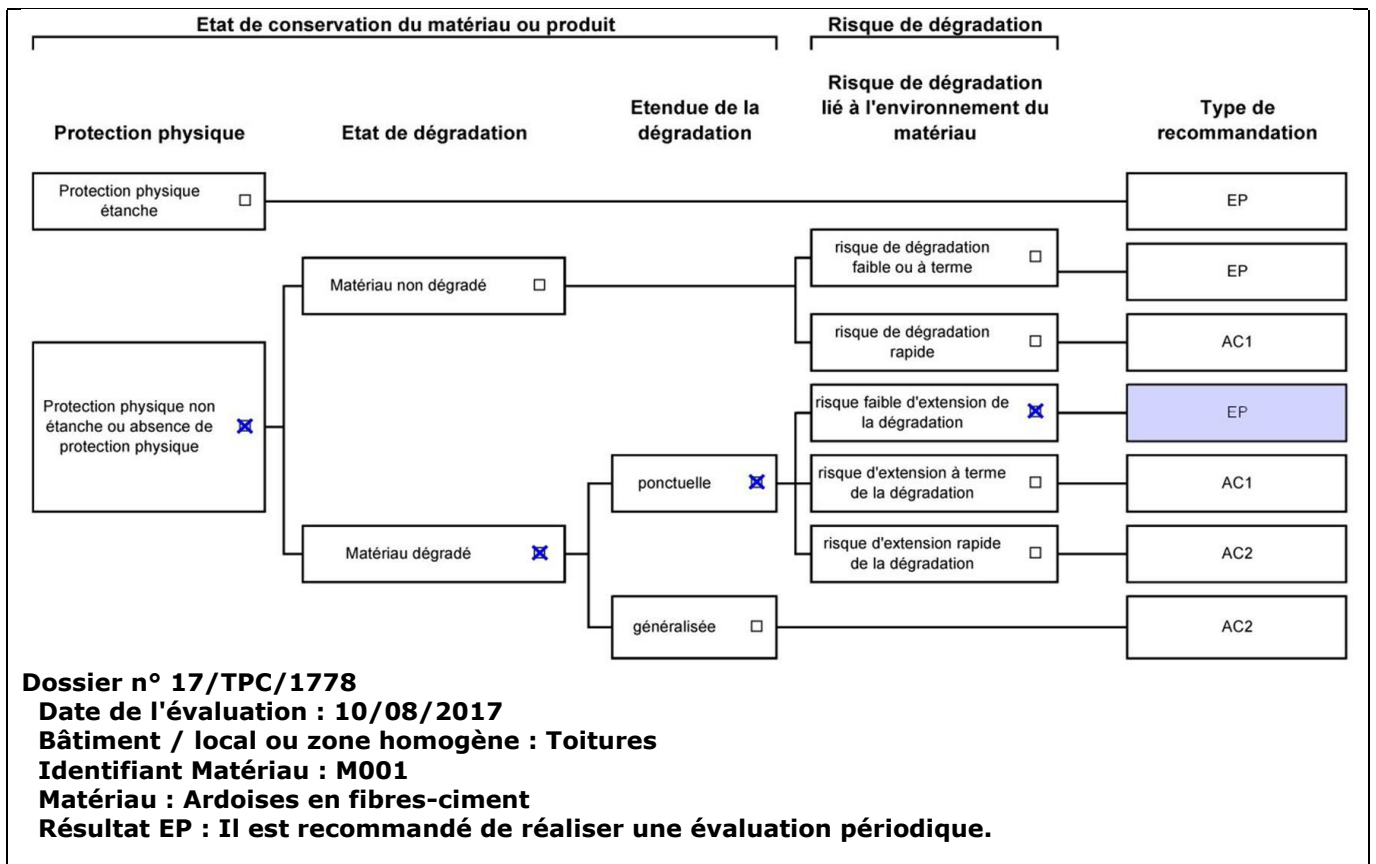 Etat de conservation du matériau ou produit
Risque de dégradation
Protection physique
Etat de dégradation
Etendue de la
dégradation
Risque de dégradation
lié à l'environnement du
matériau
Type de
recommandation
Protection physique
étanche
EP
Matériau non dégradé
risque de dégradation
faible ou à terme
EP
risque de dégradation
rapide
AC1
Protection physique non
étanche ou absence de
protection physique
risque faible d'extension de
la dégradation
EP
ponctuelle
risque d'extension à terme
de la dégradation
AC1
Matériau dégradé
risque d'extension rapide
de la dégradation
AC2
généralisée
AC2
Dossier n° 17/TPC/1778
Date de l'évaluation : 10/08/2017
Bâtiment / local ou zone homogène : Toitures
Identifiant Matériau : M001
Matériau : Ardoises en fibres-ciment
Résultat EP : Il est recommandé de réaliser une évaluation périodique.